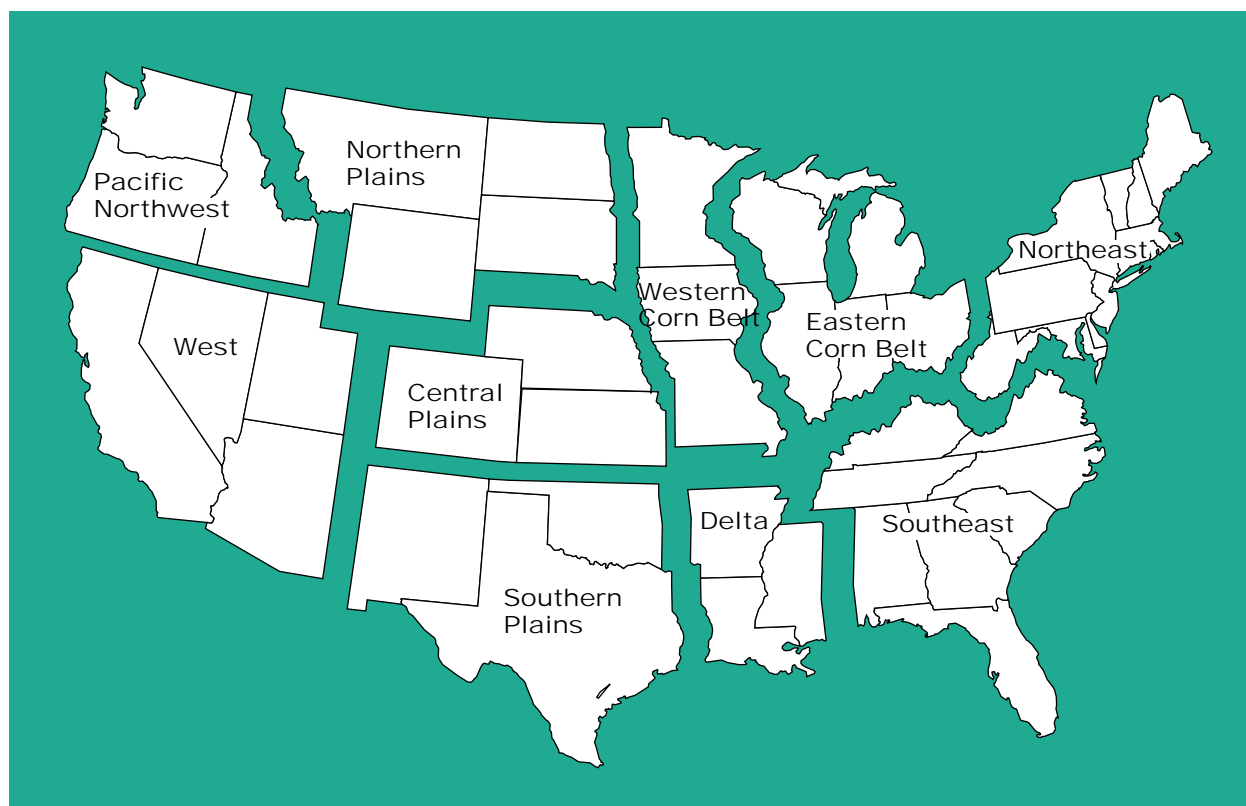 Northern
Plains
Pacific
Northwest
Northeast
Western
Corn Belt
Eastern
Corn Belt
West
Central
Plains
Delta
Southeast
Southern
Plains